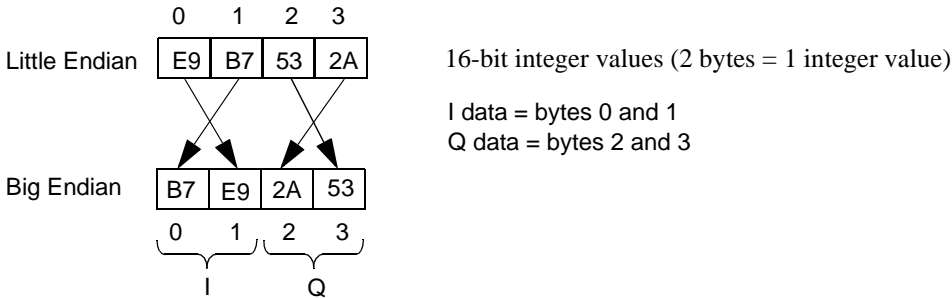 0 1 2 3
Little Endian E9 B7 53 2A
16-bit integer values (2 bytes = 1 integer value)
I data = bytes 0 and 1
Q data = bytes 2 and 3
Big Endian B7 E9 2A 53
0 1 2 3
I Q